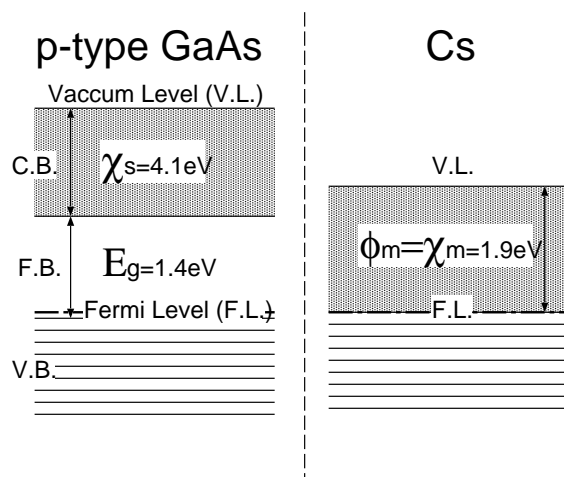 p-type GaAs
Vaccum Level (V.L.)
C.B.
χs=4.1eV
F.B.
Eg=1.4eV
Fermi Level (F.L.)
V.B.
Cs
V.L.
ϕm=χm=1.9eV
F.L.